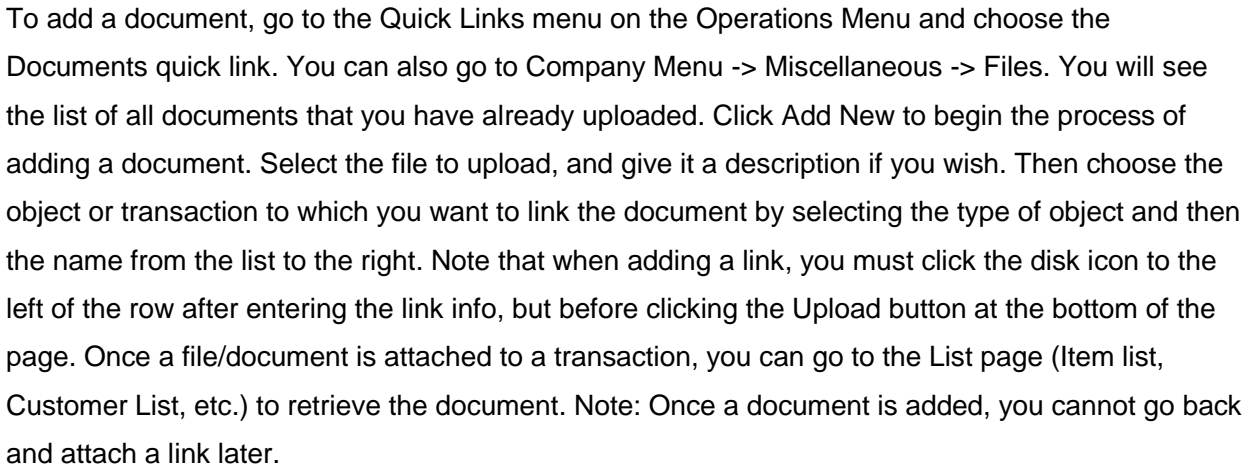 To add a document, go to the Quick Links menu on the Operations Menu and choose the
Documents quick link. You can also go to Company Menu -> Miscellaneous -> Files. You will see
the list of all documents that you have already uploaded. Click Add New to begin the process of
adding a document. Select the file to upload, and give it a description if you wish. Then choose the
object or transaction to which you want to link the document by selecting the type of object and then
the name from the list to the right. Note that when adding a link, you must click the disk icon to the
left of the row after entering the link info, but before clicking the Upload button at the bottom of the
page. Once a file/document is attached to a transaction, you can go to the List page (Item list,
Customer List, etc.) to retrieve the document. Note: Once a document is added, you cannot go back
and attach a link later.